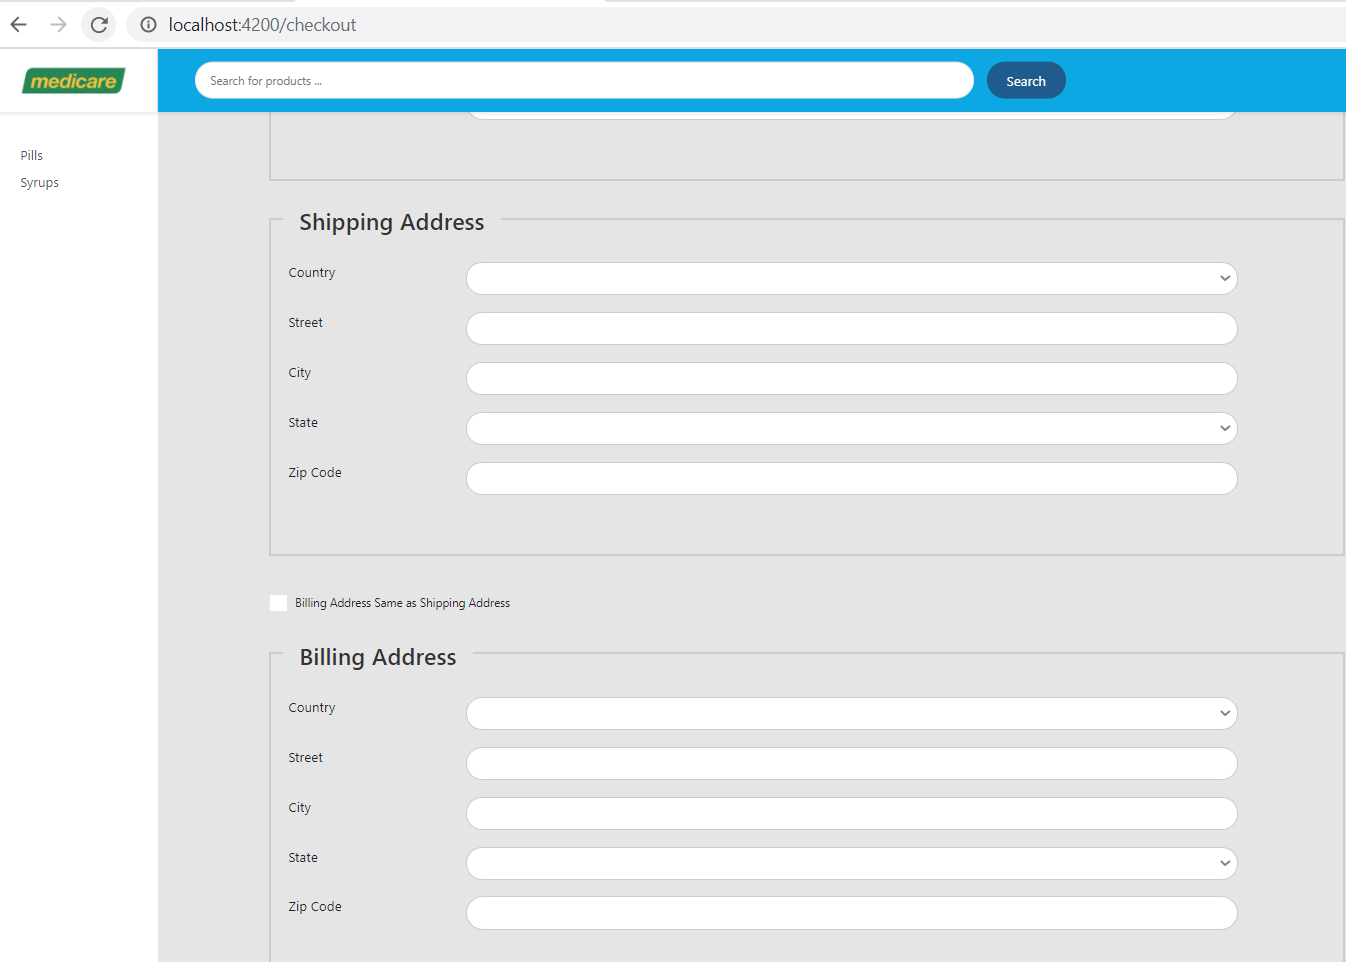 localhost:4200/checkout
medicare
Search for products ...
Search
Pills
Syrups
Shipping Address
Country
Street
City
State
Zip Code
Billing Address Same as Shipping Address
Billing Address
Country
Street
City
State
Zip Code